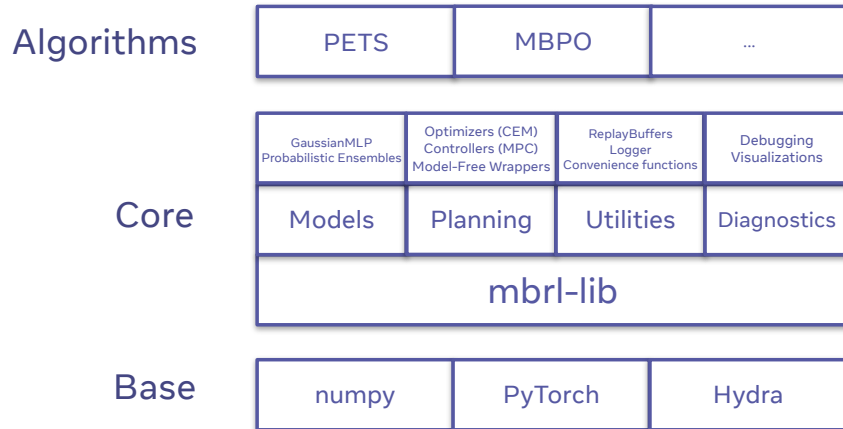 Algorithms
PETS
MBPO
...
Core
GaussianMLP
Probabilistic Ensembles
Optimizers (CEM)
Controllers (MPC)
Model-Free Wrappers
ReplayBuffers
Logger
Convenience functions
Debugging
Visualizations
Models
Planning
Utilities
Diagnostics
mbrl-lib
Base
numpy
PyTorch
Hydra